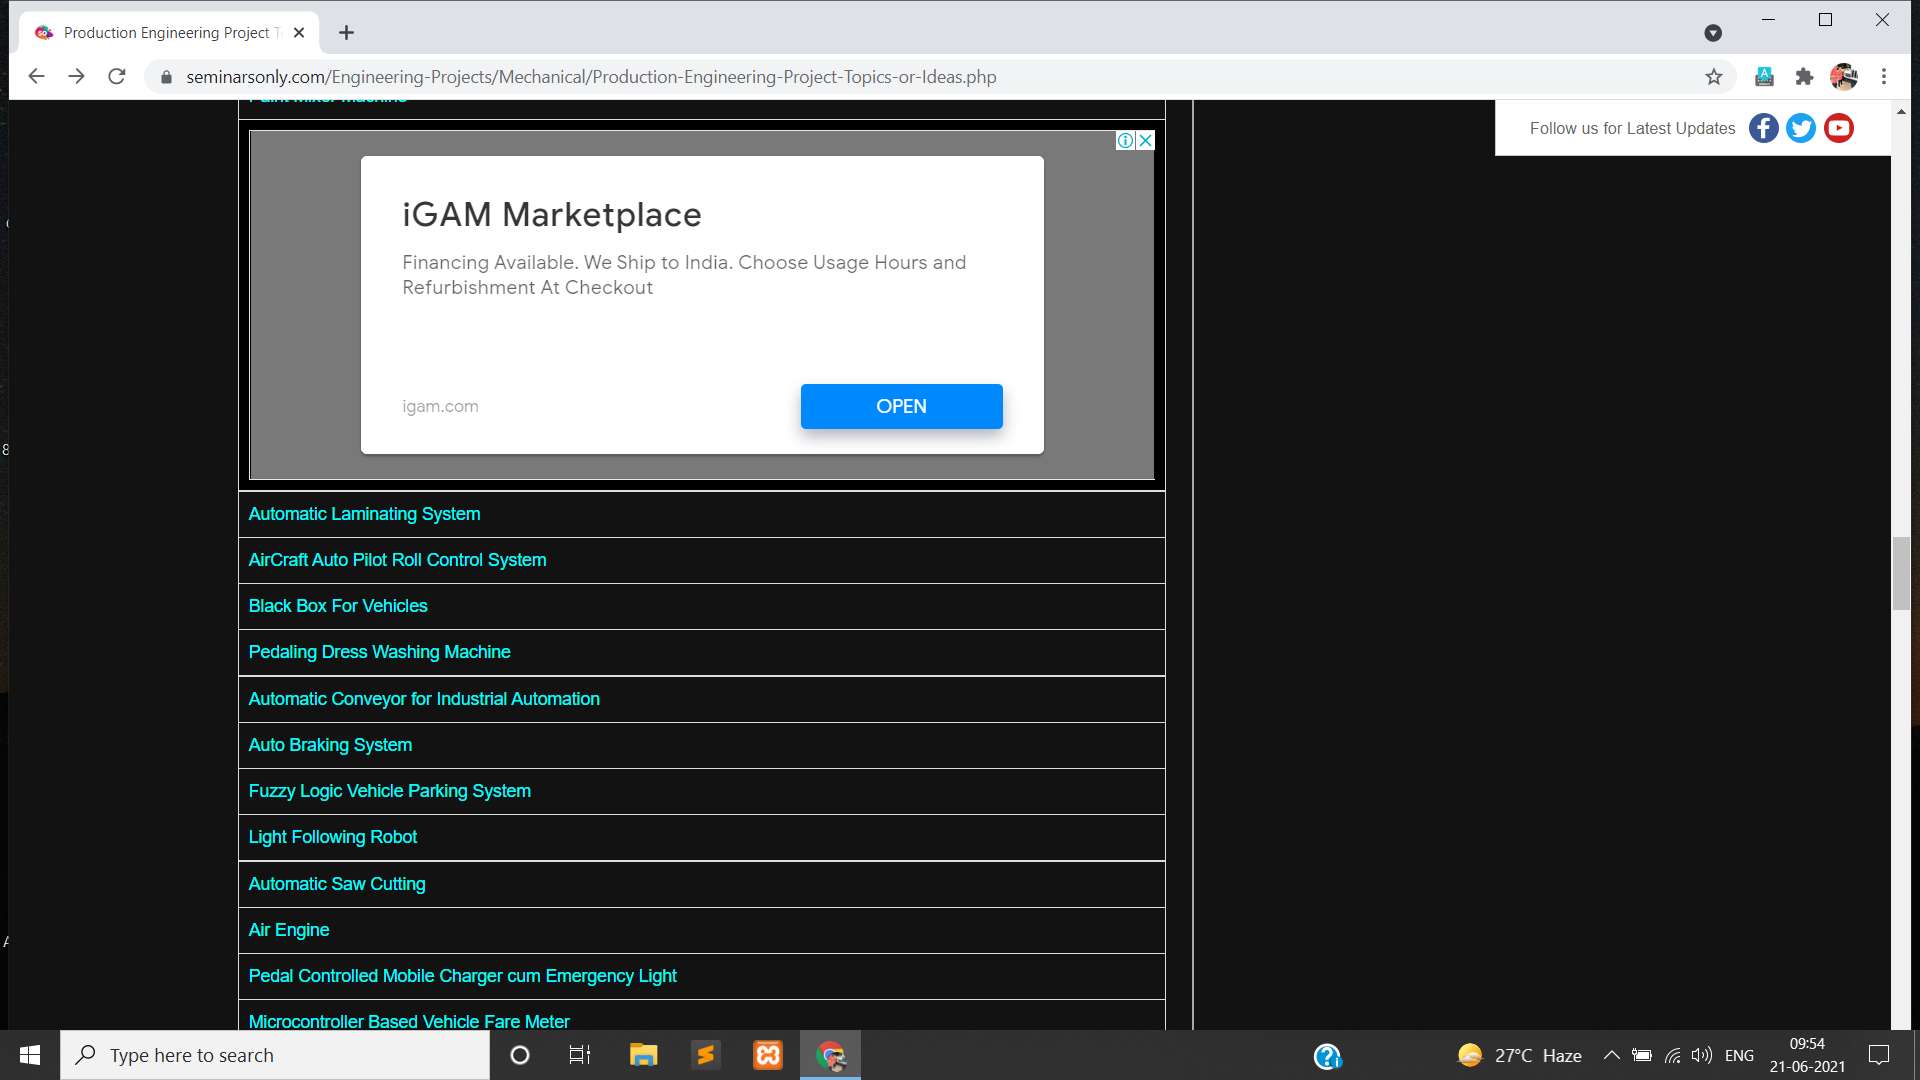 Production Engineering Project T
seminarsonly.com/Engineering-Projects/Mechanical/Production-Engineering-Project-Topics-or-Ideas.php
Paint Mixer Machine
Follow us for Latest Updates
iGAM Marketplace
Financing Available. We Ship to India. Choose Usage Hours and
Refurbishment At Checkout
igam.com
OPEN
Automatic Laminating System
AirCraft Auto Pilot Roll Control System
Black Box For Vehicles
Pedaling Dress Washing Machine
Automatic Conveyor for Industrial Automation
Auto Braking System
Fuzzy Logic Vehicle Parking System
Light Following Robot
Automatic Saw Cutting
Air Engine
Pedal Controlled Mobile Charger cum Emergency Light
Microcontroller Based Vehicle Fare Meter
Type here to search
27°C Haze
ENG
09:54
21-06-2021